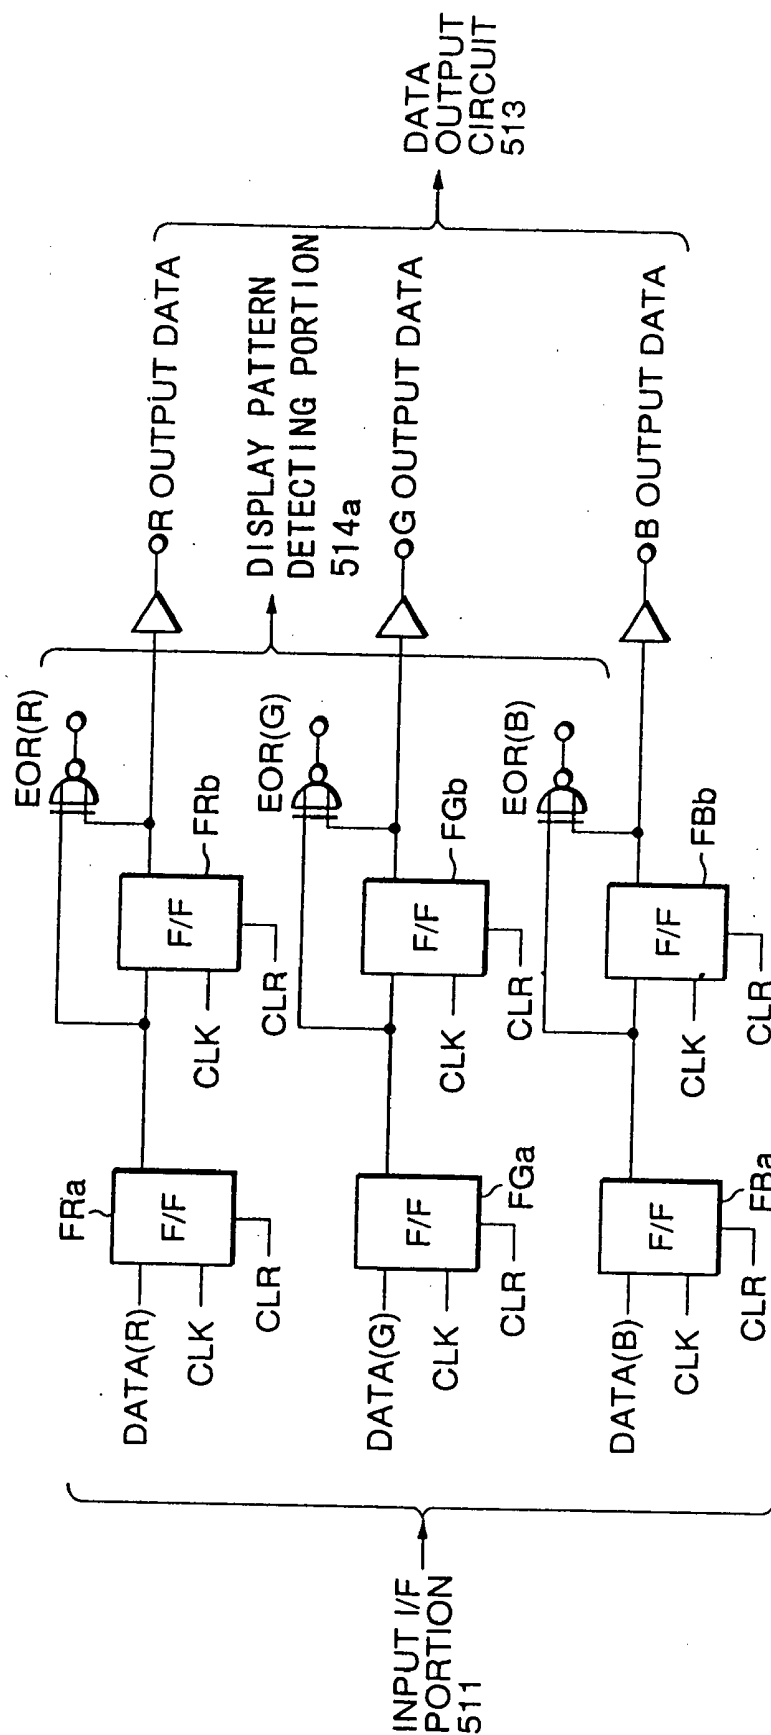 INPUT I/F
PORTION
511
DATA(R)
CLK
CLR
FRa
F/F
CLK
CLR
F/F
FRb
EOR(R)
R OUTPUT DATA
DATA(G)
CLK
CLR
F/F
FGa
CLK
CLR
F/F
FGb
EOR(G)
G OUTPUT DATA
DATA(B)
CLK
CLR
F/F
FBa
CLK
CLR
F/F
FBb
EOR(B)
B OUTPUT DATA
DISPLAY PATTERN
DETECTING PORTION
514a
DATA
OUTPUT
CIRCUIT
513